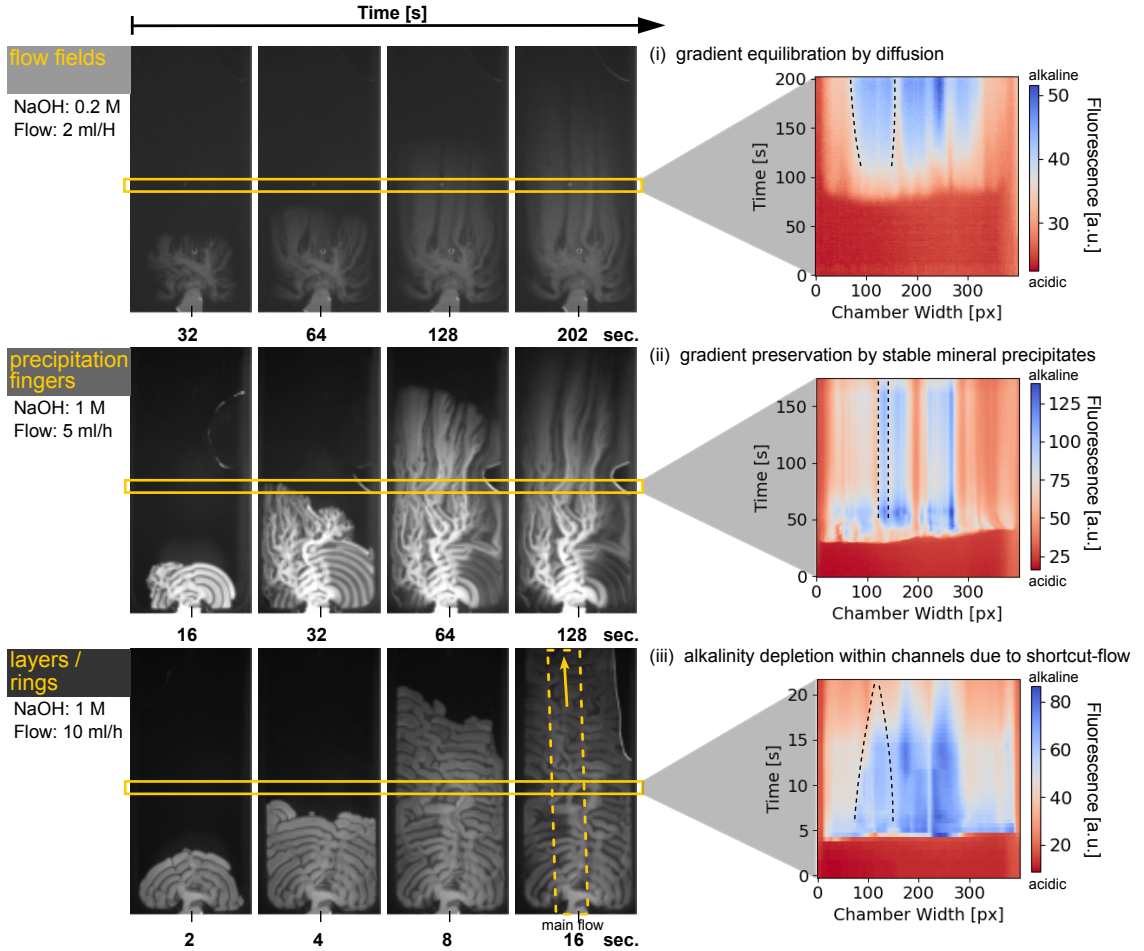 Time [s]
flow fields
NaOH: 0.2 M
Flow: 2 ml/H
32 64 128 202 sec.
(i) gradient equilibration by diffusion
alkaline
200
150
100
50
0
Time [s]
0 100 200 300
Chamber Width [px]
50
40
30
Fluorescence [a.u.]
acidic
precipitation
fingers
NaOH: 1 M
Flow: 5 ml/h
16 32 64 128 sec.
(ii) gradient preservation by stable mineral precipitates
alkaline
150
100
50
0
Time [s]
0 100 200 300
Chamber Width [px]
125
100
75
50
25
Fluorescence [a.u.]
acidic
layers /
rings
NaOH: 1 M
Flow: 10 ml/h
main flow
2 4 8 16 sec.
(iii) alkalinity depletion within channels due to shortcut-flow
alkaline
20
15
10
5
0
Time [s]
0 100 200 300
Chamber Width [px]
80
60
40
20
Fluorescence [a.u.]
acidic